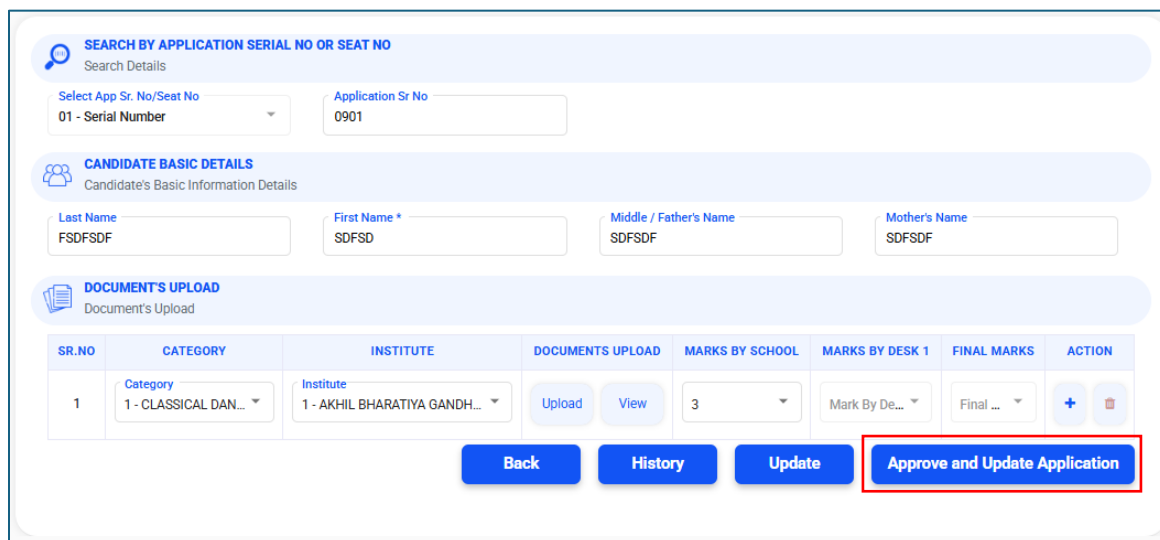 SEARCH BY APPLICATION SERIAL NO OR SEAT NO
Search Details
Select App Sr. No/Seat No
01 - Serial Number
Application Sr No
0901
CANDIDATE BASIC DETAILS
Candidate's Basic Information Details
Last Name
FSDFSDF
First Name *
SDFSD
Middle / Father's Name
SDFSDF
Mother's Name
SDFSDF
DOCUMENT'S UPLOAD
Document's Upload
SR.NO CATEGORY INSTITUTE DOCUMENTS UPLOAD MARKS BY SCHOOL MARKS BY DESK 1 FINAL MARKS ACTION
Category Institute
1 1 - CLASSICAL DAN... 1 - AKHIL BHARATIYA GANDH... Upload View 3 Mark By De... Final ... +
Back History Update Approve and Update Application